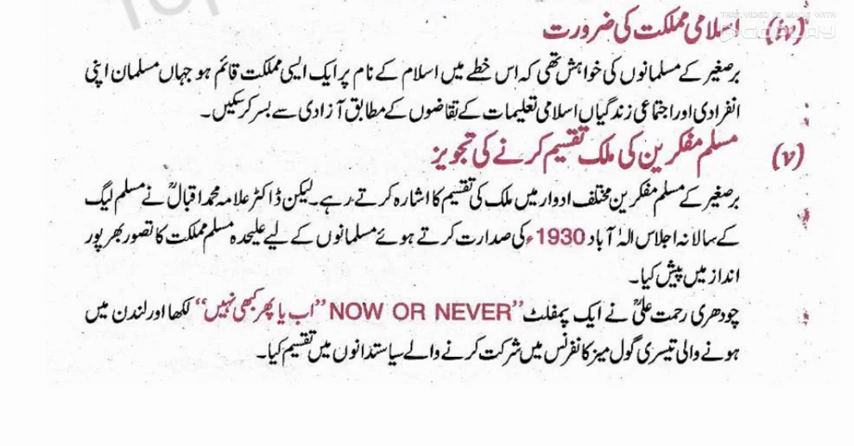 (iv) اسلامی مملکت کی ضرورت
برصغیر کے مسلمانوں کی خواہش تھی کہ اس خطے میں اسلام کے نام پر ایک ایسی مملکت قائم ہو جہاں مسلمان اپنی
انفرادی اور اجتماعی زندگیاں اسلامی تعلیمات کے تقاضوں کے مطابق آزادی سے بسر کر سکیں۔
(v) مسلم مفکرین کی ملک تقسیم کرنے کی تجویز
برصغیر کے مسلم مفکرین مختلف ادوار میں ملک کی تقسیم کا اشارہ کرتے رہے۔ لیکن ڈاکٹر علامہ محمد اقبالؒ نے مسلم لیگ
کے سالانہ اجلاس الہٰ آباد 1930ء کی صدارت کرتے ہوئے مسلمانوں کے لیے علیحدہ مسلم مملکت کا تصور بھرپور
انداز میں پیش کیا۔
چودھری رحمت علیؒ نے ایک پمفلٹ "NOW OR NEVER" "اب یا پھر کبھی نہیں" لکھا اور لندن میں
ہونے والی تیسری گول میز کانفرنس میں شرکت کرنے والے سیاستدانوں میں تقسیم کیا۔